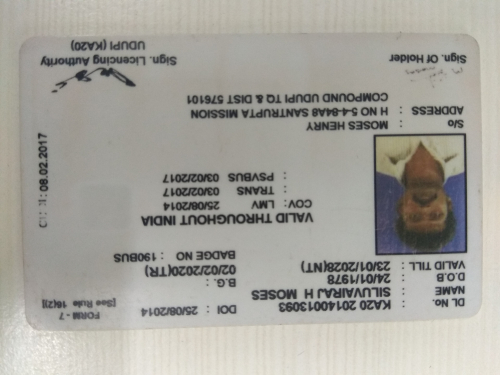 FORM - 7
[See Rule 16(2)]
DL No. : KA20 20140013093 DOI : 25/08/2014
NAME : SILUVAIRAJ H MOSES
D.O.B : 24/01/1978 B.G. :
VALID TILL : 23/01/2028(NT) 02/02/2020(TR)
BADGE NO : 190BUS
VALID THROUGHOUT INDIA
COV: LMV : 25/08/2014
TRANS : 03/02/2017
PSVBUS : 03/02/2017
08.02.2017
S/o : MOSES HENRY
ADDRESS : H NO 5-4-84A8 SANTRUPTA MISSION
COMPOUND UDUPI TQ & DIST 576101
Sign. Of Holder
Sign. Licencing Authority
UDUPI (KA20)